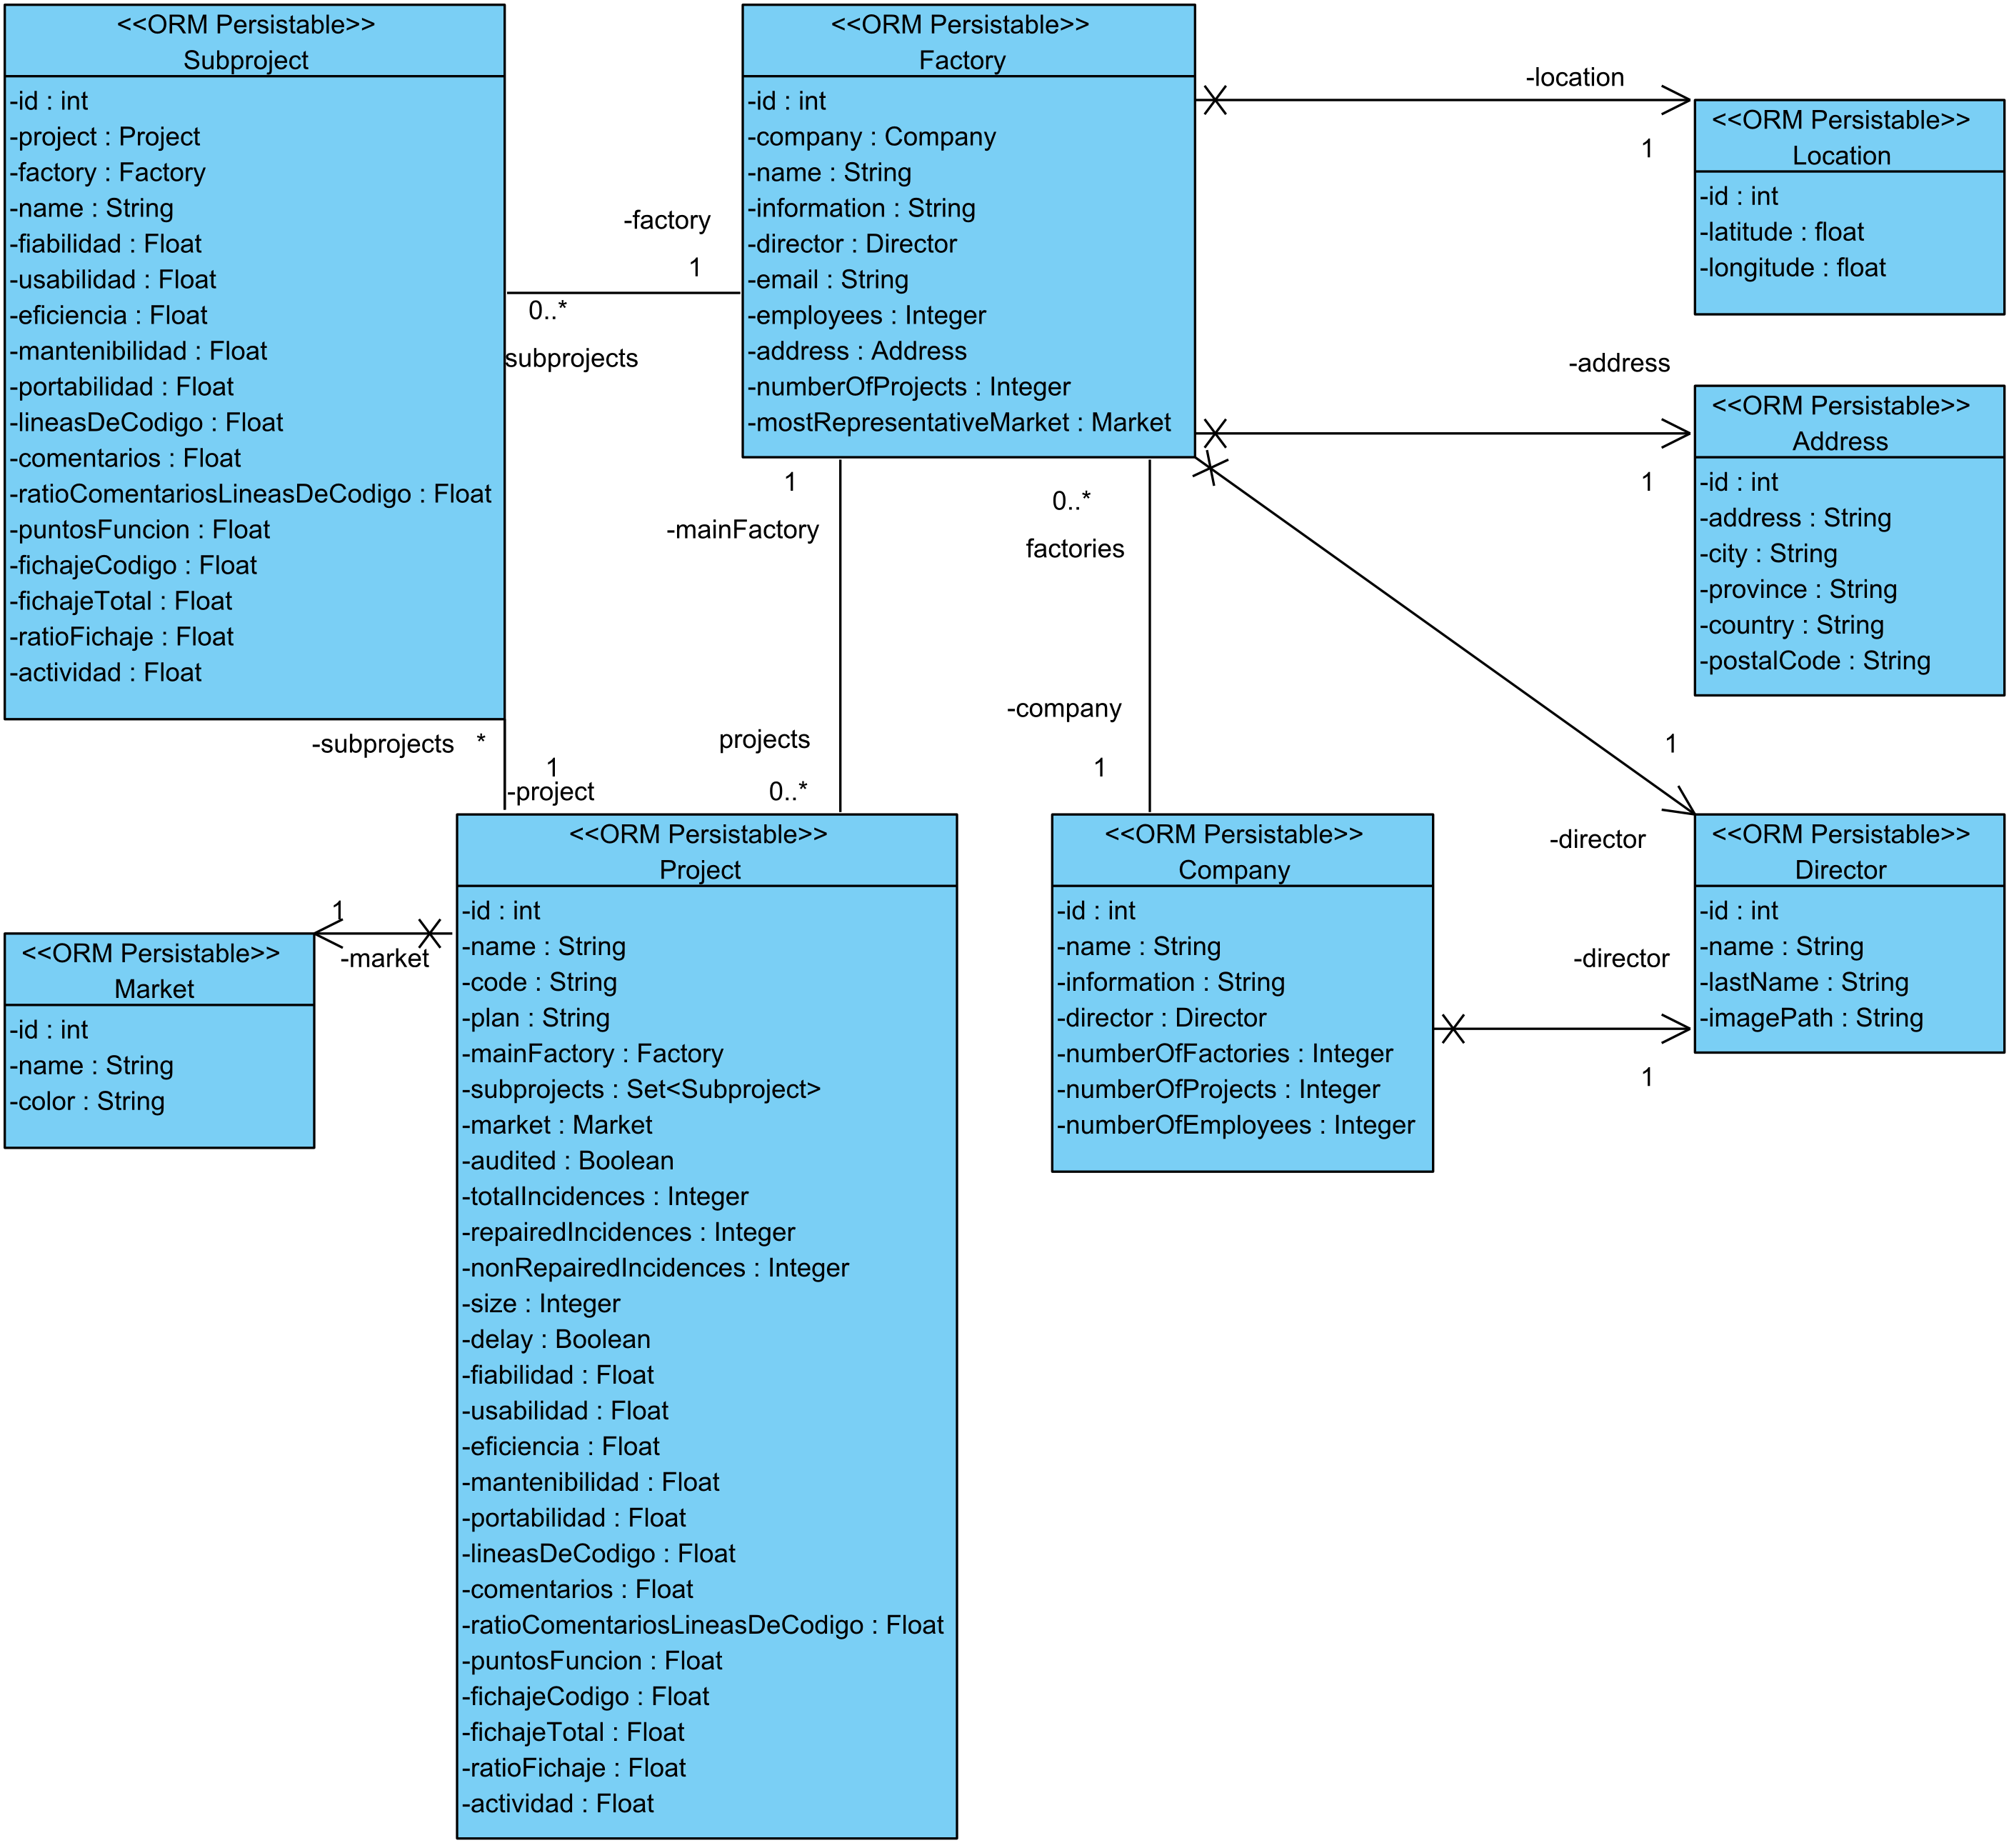 <<ORM Persistable>>
Subproject
-id : int
-project : Project
-factory : Factory
-name : String
-fiabilidad : Float
-usabilidad : Float
-eficiencia : Float
-mantenibilidad : Float
-portabilidad : Float
-lineasDeCodigo : Float
-comentarios : Float
-ratioComentariosLineasDeCodigo : Float
-puntosFuncion : Float
-fichajeCodigo : Float
-fichajeTotal : Float
-ratioFichaje : Float
-actividad : Float
<<ORM Persistable>>
Factory
-id : int
-company : Company
-name : String
-information : String
-director : Director
-email : String
-employees : Integer
-address : Address
-numberOfProjects : Integer
-mostRepresentativeMarket : Market
-location
1
<<ORM Persistable>>
Location
-id : int
-latitude : float
-longitude : float
-factory
1
0..*
subprojects
-address
1
<<ORM Persistable>>
Address
-id : int
-address : String
-city : String
-province : String
-country : String
-postalCode : String
1
-mainFactory
projects
0..*
0..*
factories
-company
1
1
-director
-subprojects *
1
-project
<<ORM Persistable>>
Market
-id : int
-name : String
-color : String
1
-market
<<ORM Persistable>>
Project
-id : int
-name : String
-code : String
-plan : String
-mainFactory : Factory
-subprojects : Set<Subproject>
-market : Market
-audited : Boolean
-totalIncidences : Integer
-repairedIncidences : Integer
-nonRepairedIncidences : Integer
-size : Integer
-delay : Boolean
-fiabilidad : Float
-usabilidad : Float
-eficiencia : Float
-mantenibilidad : Float
-portabilidad : Float
-lineasDeCodigo : Float
-comentarios : Float
-ratioComentariosLineasDeCodigo : Float
-puntosFuncion : Float
-fichajeCodigo : Float
-fichajeTotal : Float
-ratioFichaje : Float
-actividad : Float
<<ORM Persistable>>
Company
-id : int
-name : String
-information : String
-director : Director
-numberOfFactories : Integer
-numberOfProjects : Integer
-numberOfEmployees : Integer
-director
1
<<ORM Persistable>>
Director
-id : int
-name : String
-lastName : String
-imagePath : String